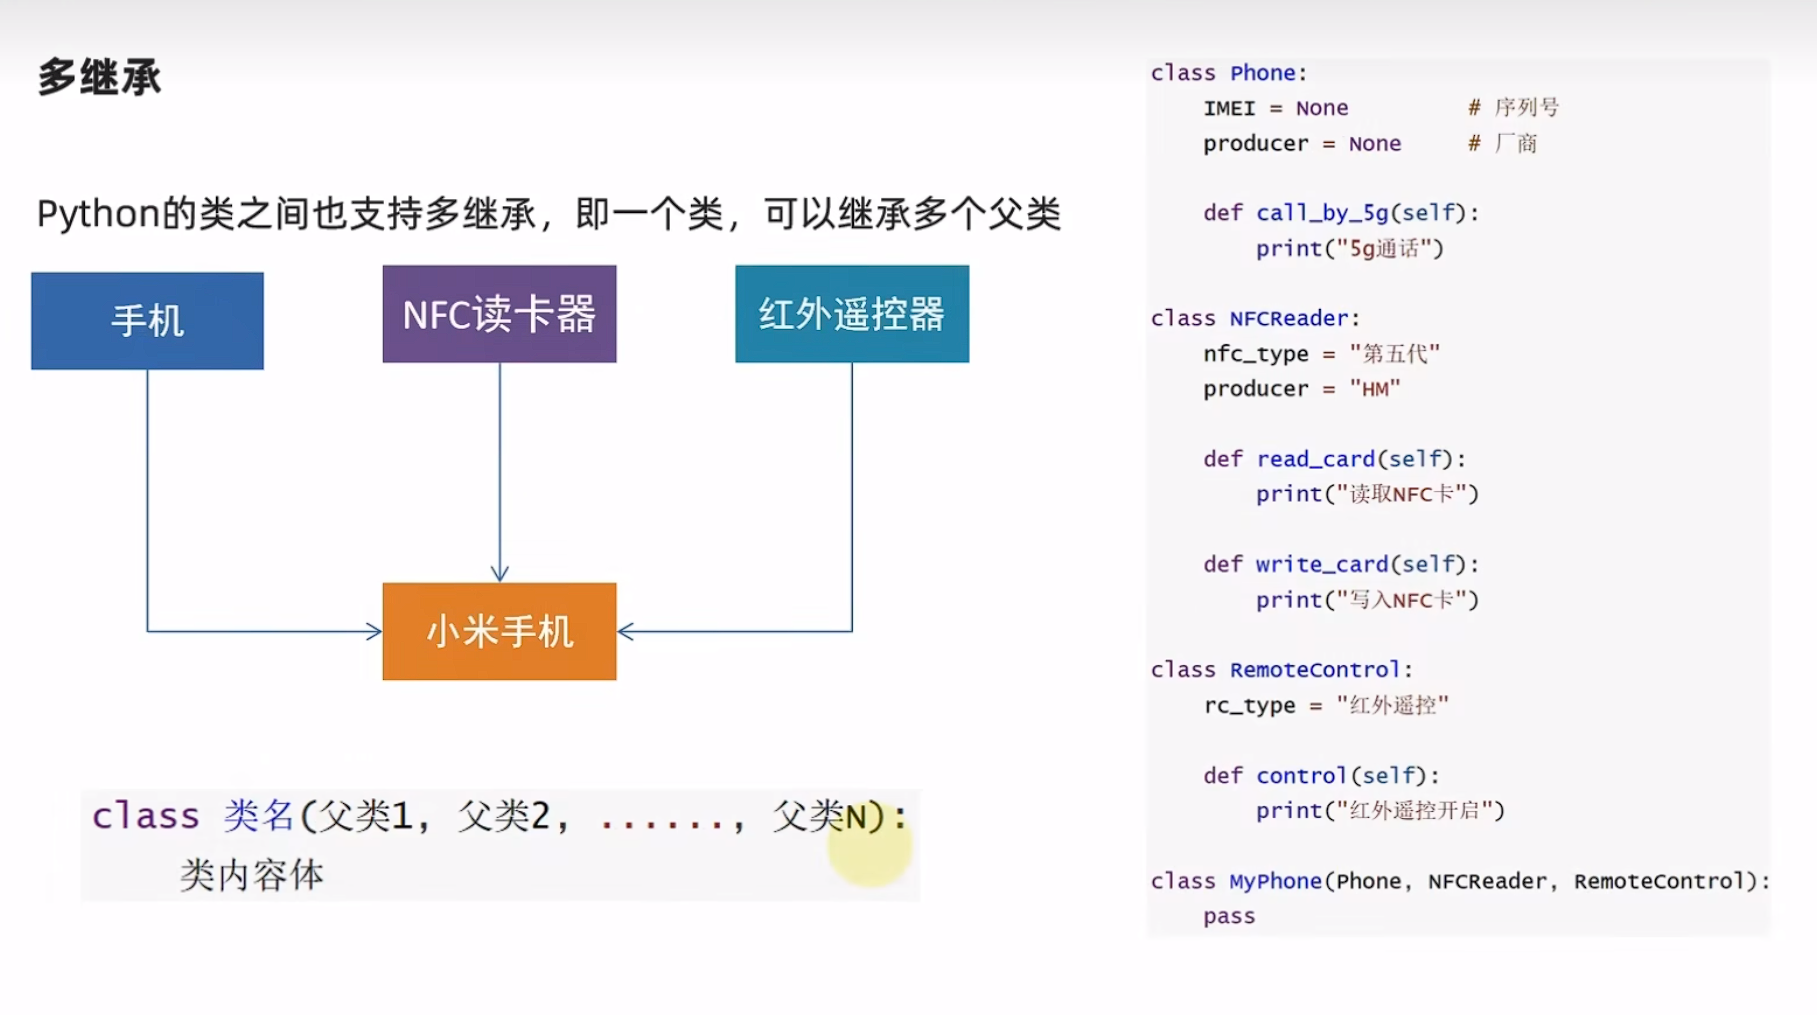 多继承
Python的类之间也支持多继承，即一个类，可以继承多个父类
手机
NFC读卡器
红外遥控器
小米手机
class 类名(父类1，父类2，......，父类N):
类内容体
class Phone:
    IMEI = None         # 序列号
    producer = None     # 厂商
    def call_by_5g(self):
        print("5g通话")
class NFCReader:
    nfc_type = "第五代"
    producer = "HM"
    def read_card(self):
        print("读取NFC卡")
    def write_card(self):
        print("写入NFC卡")
class RemoteControl:
    rc_type = "红外遥控"
    def control(self):
        print("红外遥控开启")
class MyPhone(Phone, NFCReader, RemoteControl):
    pass